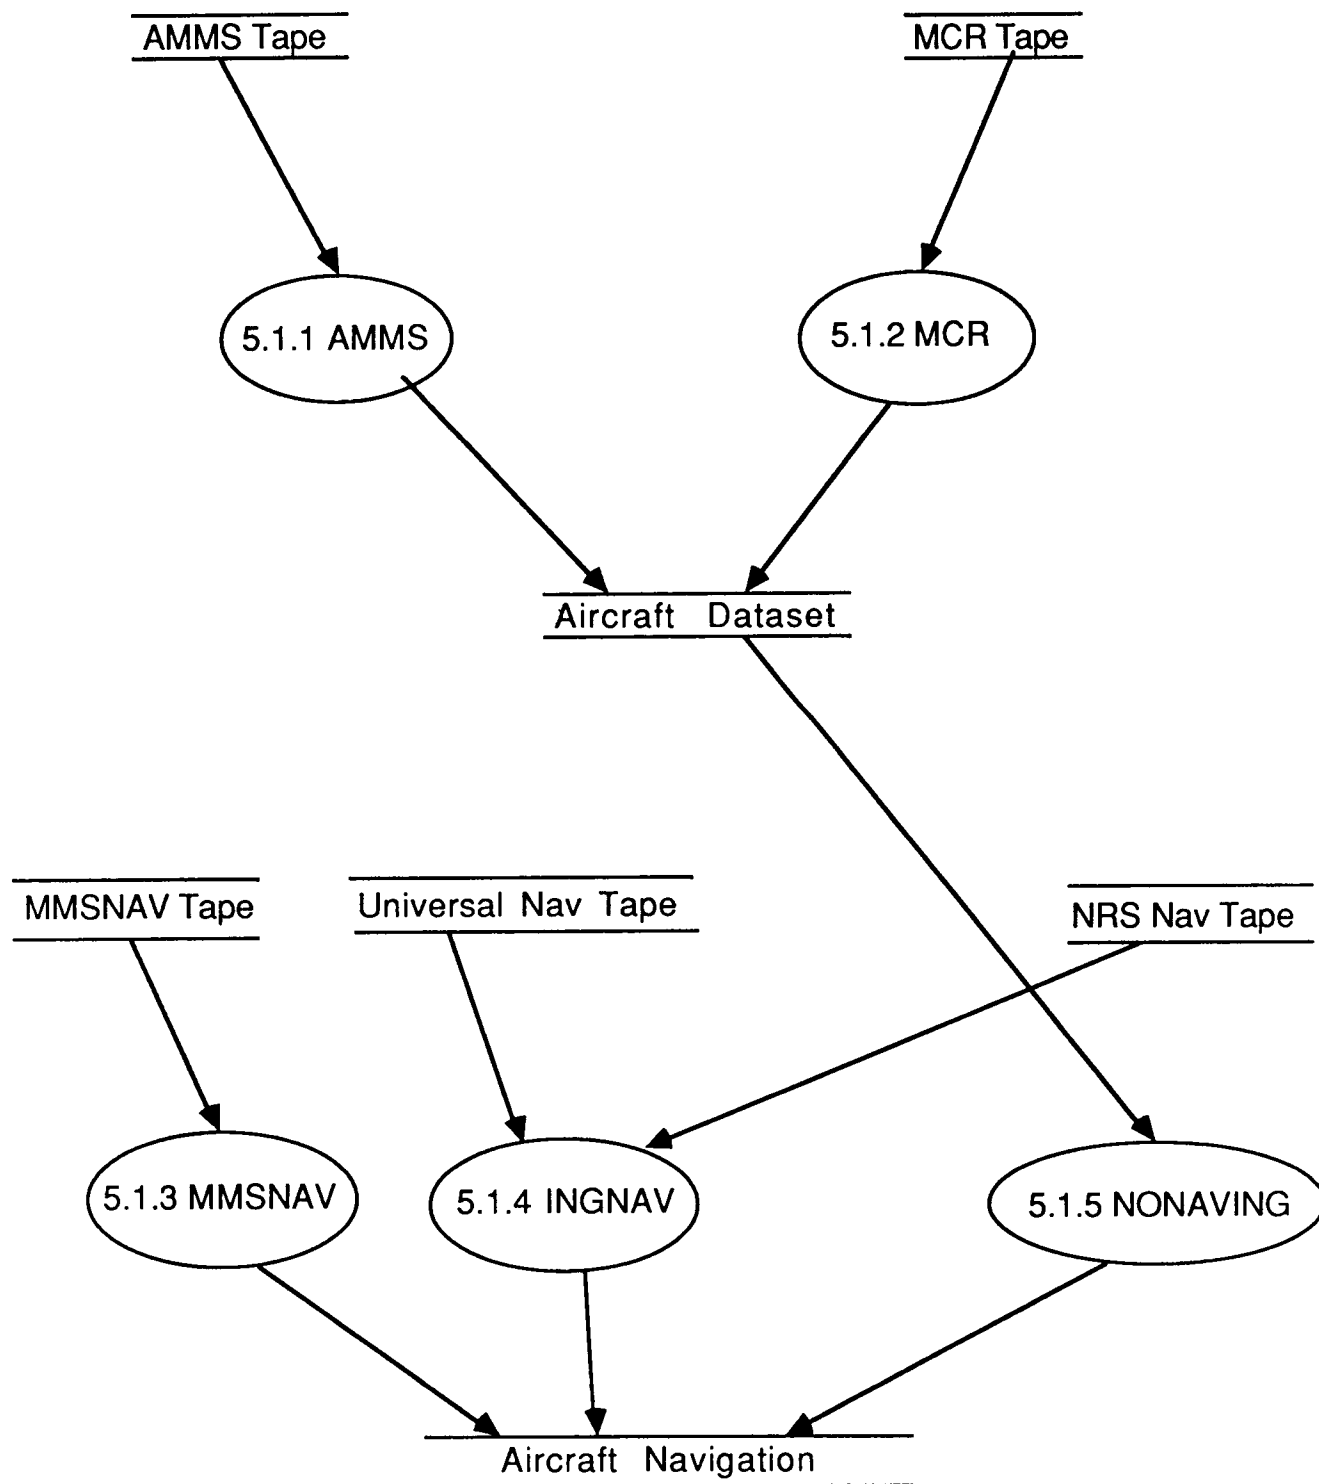 AMMS Tape
MCR Tape
5.1.1 AMMS
5.1.2 MCR
Aircraft Dataset
MMSNAV Tape
Universal Nav Tape
NRS Nav Tape
5.1.3 MMSNAV
5.1.4 INGNAV
5.1.5 NONAVING
Aircraft Navigation